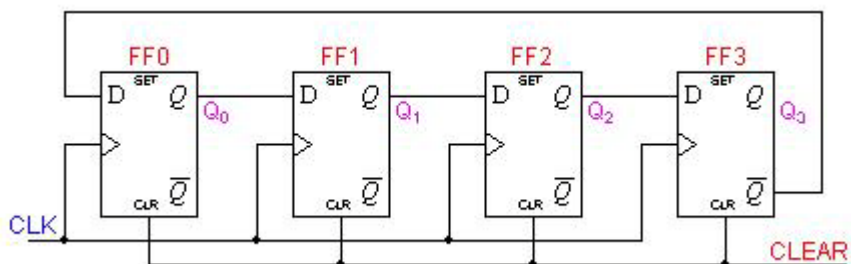 FF0 FF1 FF2 FF3
SET SET SET SET
D Q Q0 D Q Q1 D Q Q2 D Q Q3
Q Q Q Q
CLR CLR CLR CLR
CLK
CLEAR